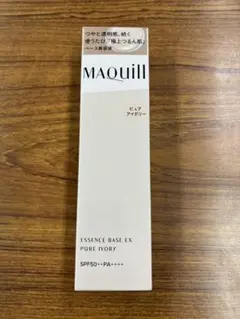 つやと透明感、続く
使うたび、「極上つるん肌」
ベース美容液
MAQuill
ピュア
アイボリー
ESSENCE BASE EX
PURE IVORY
SPF50++PA++++